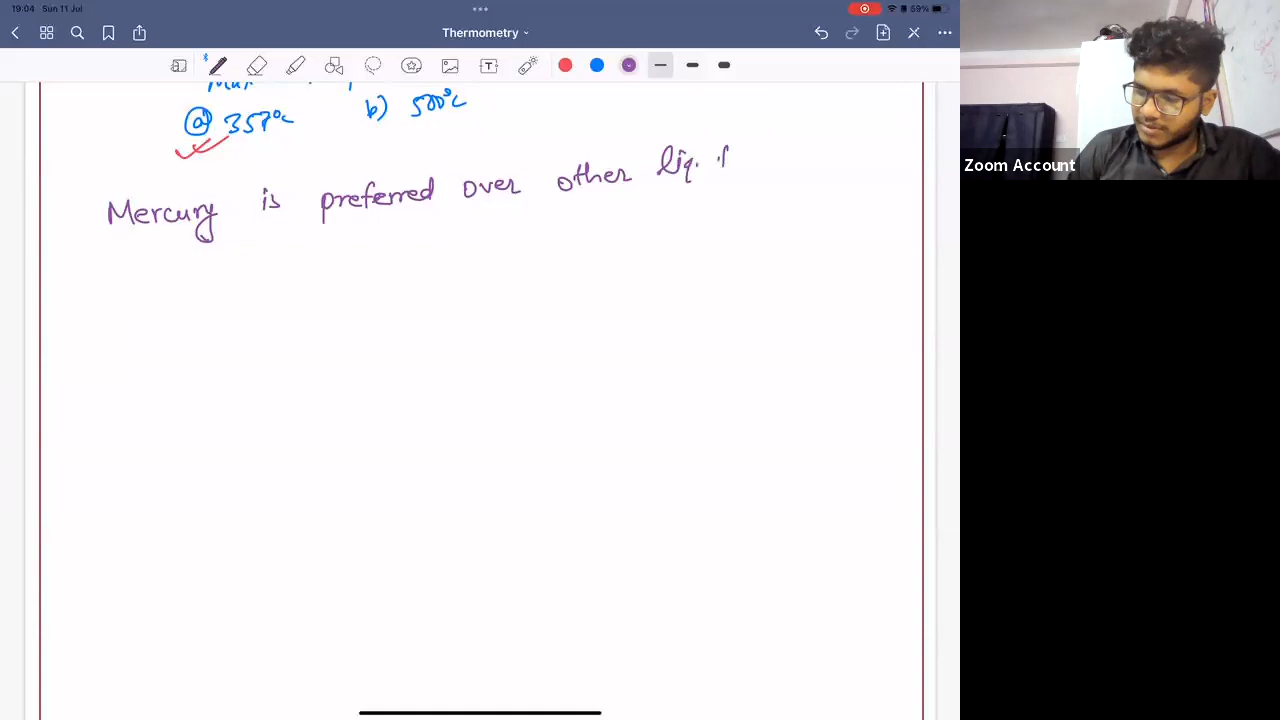 19:04 Sun 11 Jul
59%
Thermometry
@ 357°c b) 500°c
Mercury is preferred over other liq.
Zoom Account